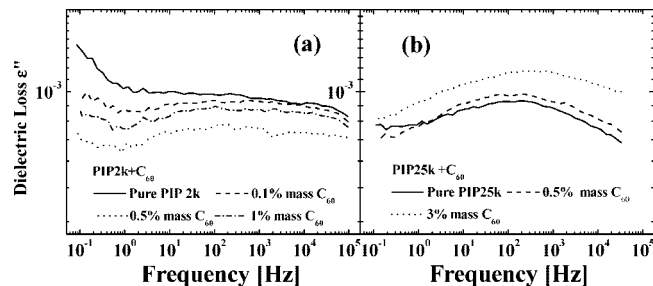 (a)
(b)
Dielectric Loss ε"
10⁻³
10⁻³
PIP2k+C₆₀
Pure PIP 2k
0.1% mass C₆₀
0.5% mass C₆₀
1% mass C₆₀
PIP25k +C₆₀
Pure PIP25k
0.5% mass C₆₀
3% mass C₆₀
10⁻¹ 10⁰ 10¹ 10² 10³ 10⁴ 10⁵
10⁻¹ 10⁰ 10¹ 10² 10³ 10⁴ 10⁵
Frequency [Hz]
Frequency [Hz]